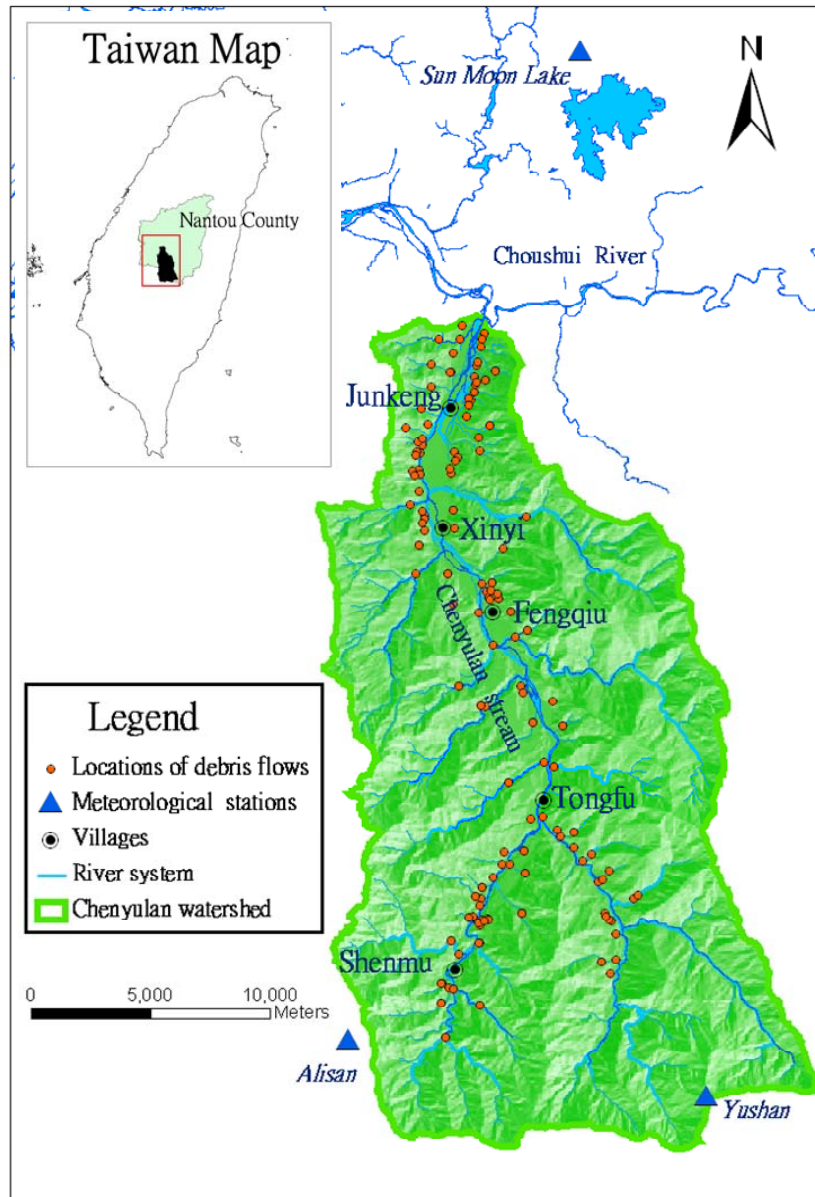 Taiwan Map
Nantou County
Sun Moon Lake
N
Choushui River
Junkeng
Xinyi
Fengqiu
Chenyulan stream
Tongfu
Shenmu
Alisan
Yushan
Legend
Locations of debris flows
Meteorological stations
Villages
River system
Chenyulan watershed
0 5,000 10,000
Meters